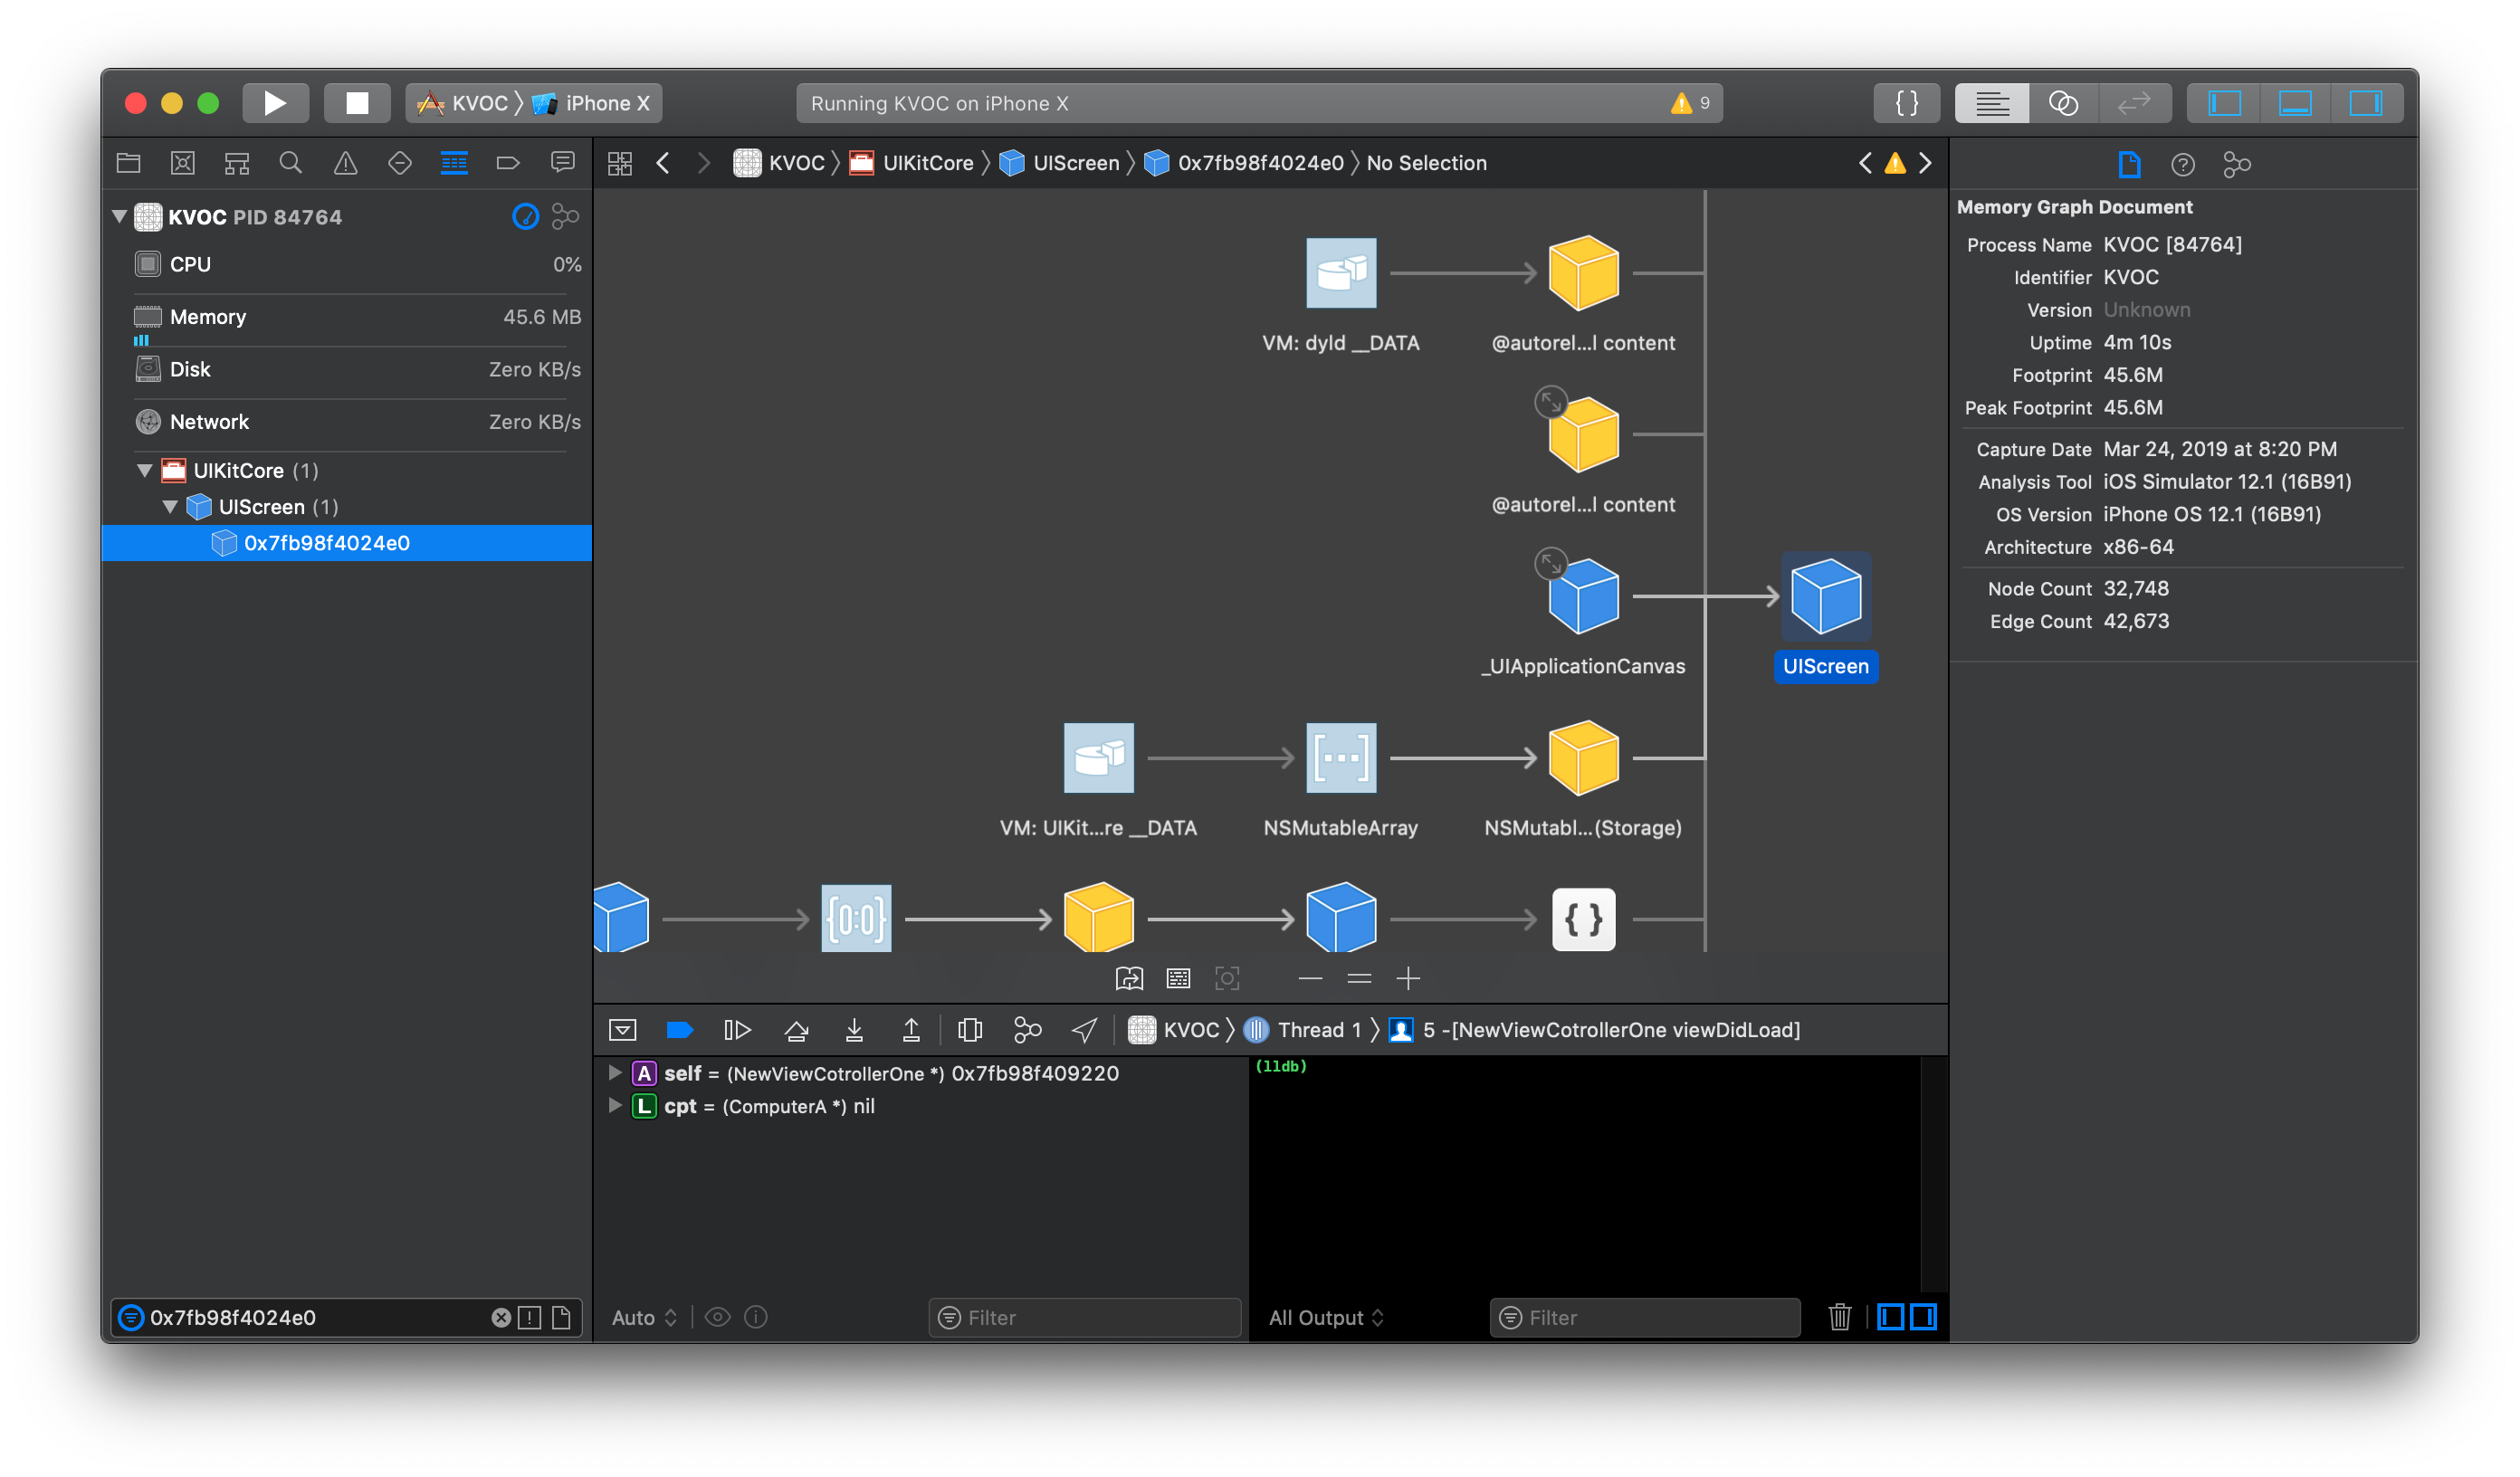 KVOC 〉 iPhone X
Running KVOC on iPhone X
9
{ }
KVOC 〉 UIKitCore 〉 UIScreen 〉 0x7fb98f4024e0 〉 No Selection
KVOC PID 84764
CPU 0%
Memory 45.6 MB
Disk Zero KB/s
Network Zero KB/s
UIKitCore (1)
UIScreen (1)
0x7fb98f4024e0
0x7fb98f4024e0
VM: dyld __DATA
@autorel...l content
@autorel...l content
_UIApplicationCanvas
UIScreen
VM: UIKit...re __DATA
NSMutableArray
NSMutabl...(Storage)
{0:0}
{ }
KVOC 〉 Thread 1 〉 5 -[NewViewCotrollerOne viewDidLoad]
A self = (NewViewCotrollerOne *) 0x7fb98f409220
L cpt = (ComputerA *) nil
Auto
Filter
(lldb)
All Output
Filter
Memory Graph Document
Process Name KVOC [84764]
Identifier KVOC
Version Unknown
Uptime 4m 10s
Footprint 45.6M
Peak Footprint 45.6M
Capture Date Mar 24, 2019 at 8:20 PM
Analysis Tool iOS Simulator 12.1 (16B91)
OS Version iPhone OS 12.1 (16B91)
Architecture x86-64
Node Count 32,748
Edge Count 42,673